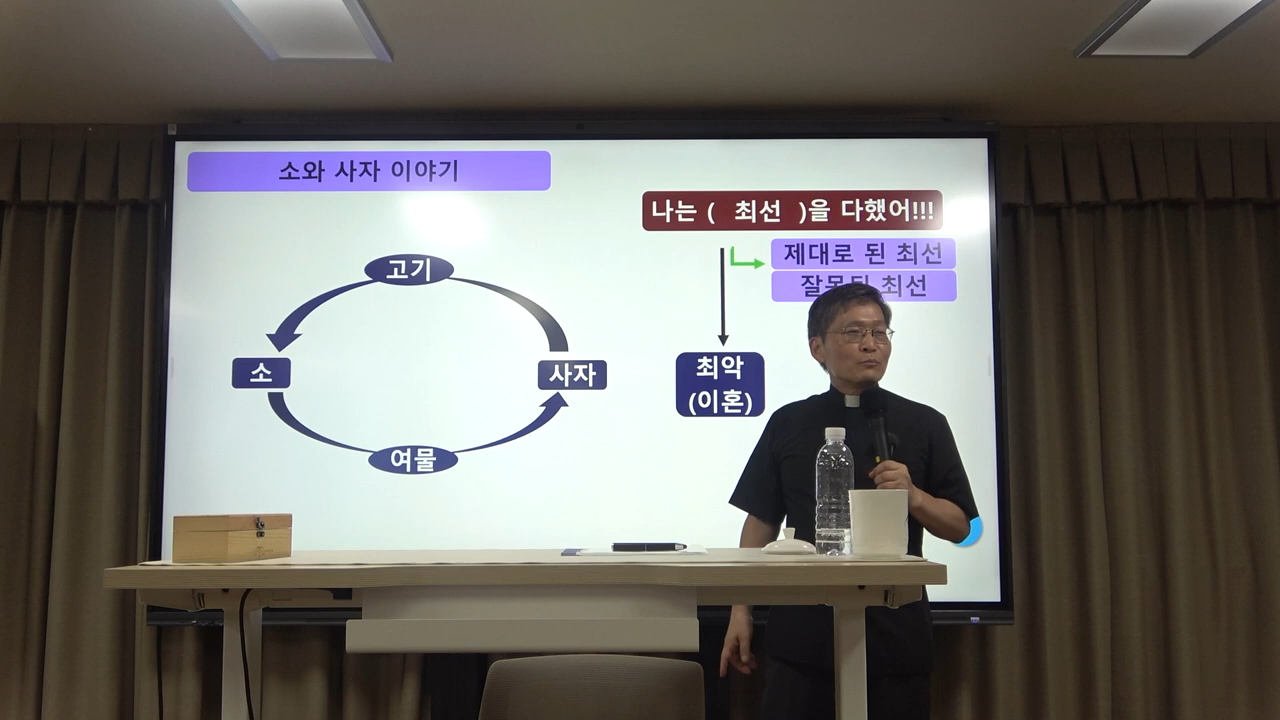 소와 사자 이야기
나는 ( 최선 )을 다했어!!!
제대로 된 최선
최선
고기
소
사자
여물
최악
(이혼)